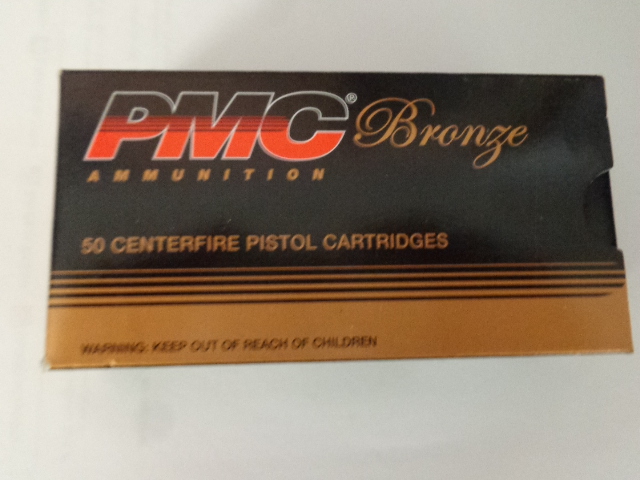 PMC® Bronze
AMMUNITION
50 CENTERFIRE PISTOL CARTRIDGES
WARNING: KEEP OUT OF REACH OF CHILDREN